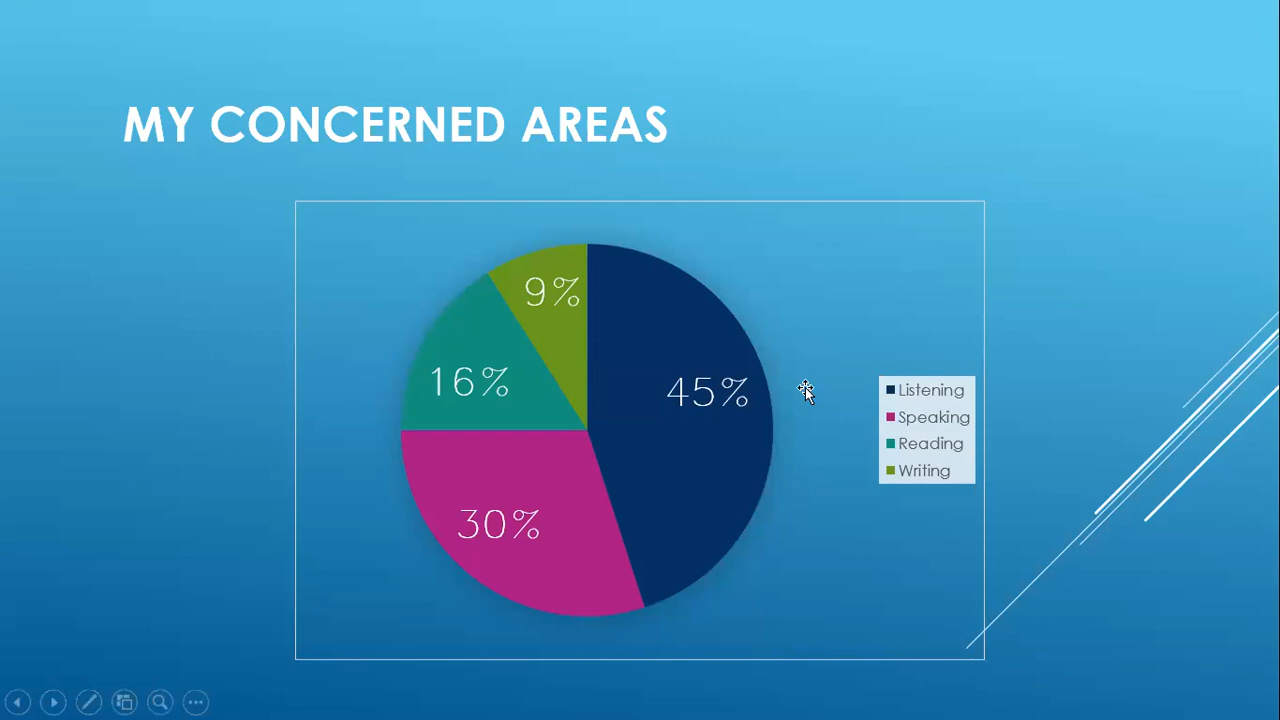 MY CONCERNED AREAS
9%
16%
45%
30%
Listening
Speaking
Reading
Writing